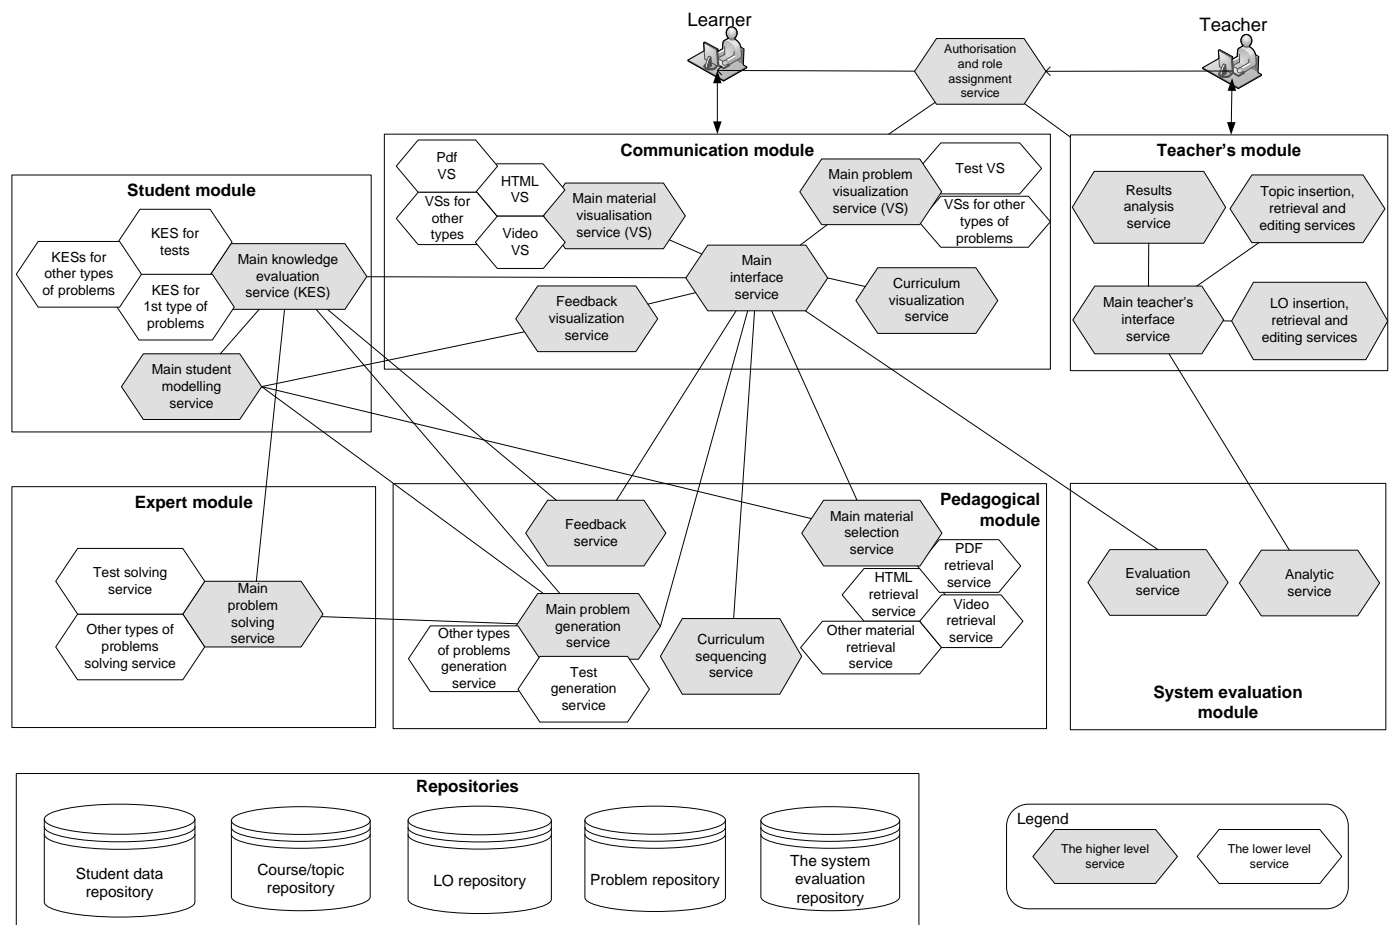 Learner
Teacher
Authorisation
and role
assignment
service
Communication module
Pdf
VS
HTML
VS
VSs for
other
types
Video
VS
Main material
visualisation
service (VS)
Main problem
visualization
service (VS)
Test VS
VSs for other
types of
problems
Main
interface
service
Feedback
visualization
service
Curriculum
visualization
service
Teacher's module
Results
analysis
service
Topic insertion,
retrieval and
editing services
Main teacher's
interface
service
LO insertion,
retrieval and
editing services
Student module
KES for
tests
KESs for
other types
of problems
KES for
1st type of
problems
Main knowledge
evaluation
service (KES)
Main student
modelling
service
Expert module
Test solving
service
Other types of
problems
solving service
Main
problem
solving
service
Pedagogical
module
Feedback
service
Main material
selection
service
PDF
retrieval
service
HTML
retrieval
service
Video
retrieval
service
Other material
retrieval
service
Main problem
generation
service
Other types
of problems
generation
service
Test
generation
service
Curriculum
sequencing
service
Evaluation
service
Analytic
service
System evaluation
module
Repositories
Student data
repository
Course/topic
repository
LO repository
Problem repository
The system
evaluation
repository
Legend
The higher level
service
The lower level
service